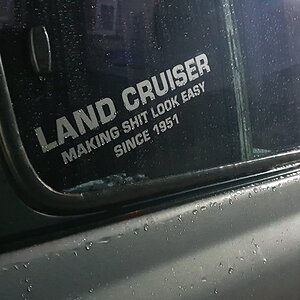 LAND CRUISER
MAKING SHIT LOOK EASY
SINCE 1951